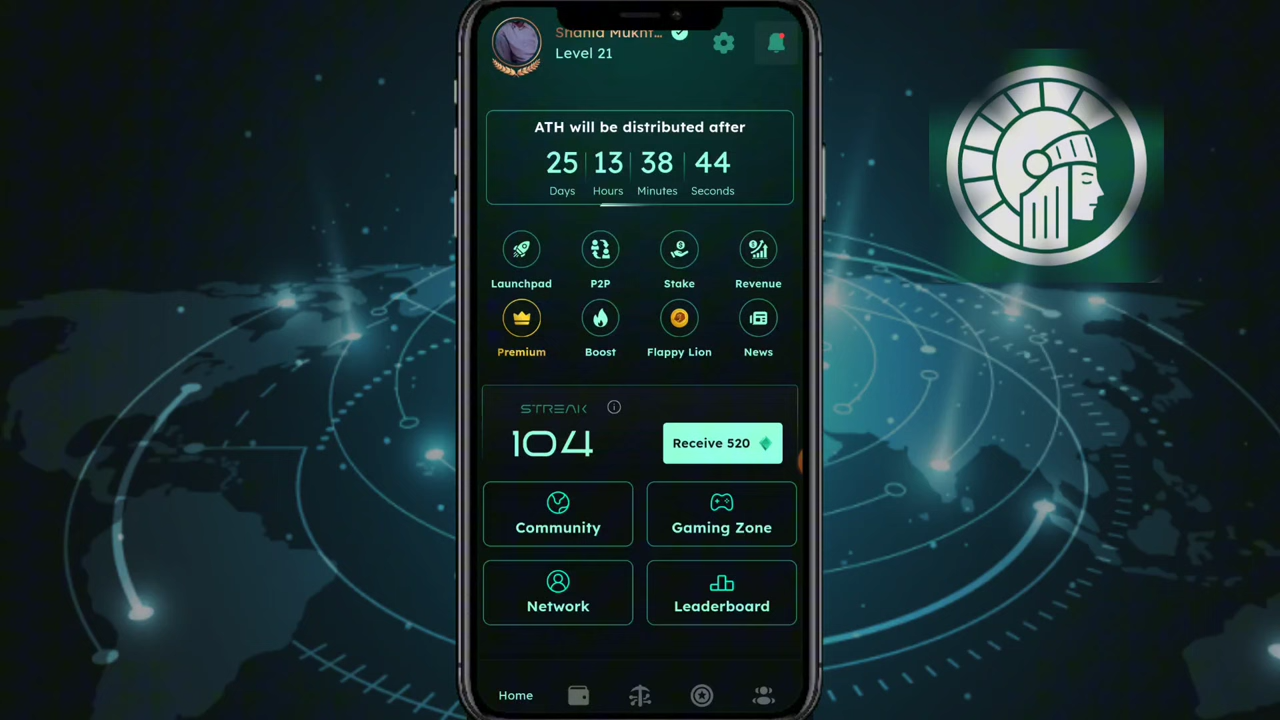 Level 21
ATH will be distributed after
25 13 38 44
Days Hours Minutes Seconds
Launchpad P2P Stake Revenue
Premium Boost Flappy Lion News
STREAK
104
Receive 520
Community Gaming Zone
Network Leaderboard
Home